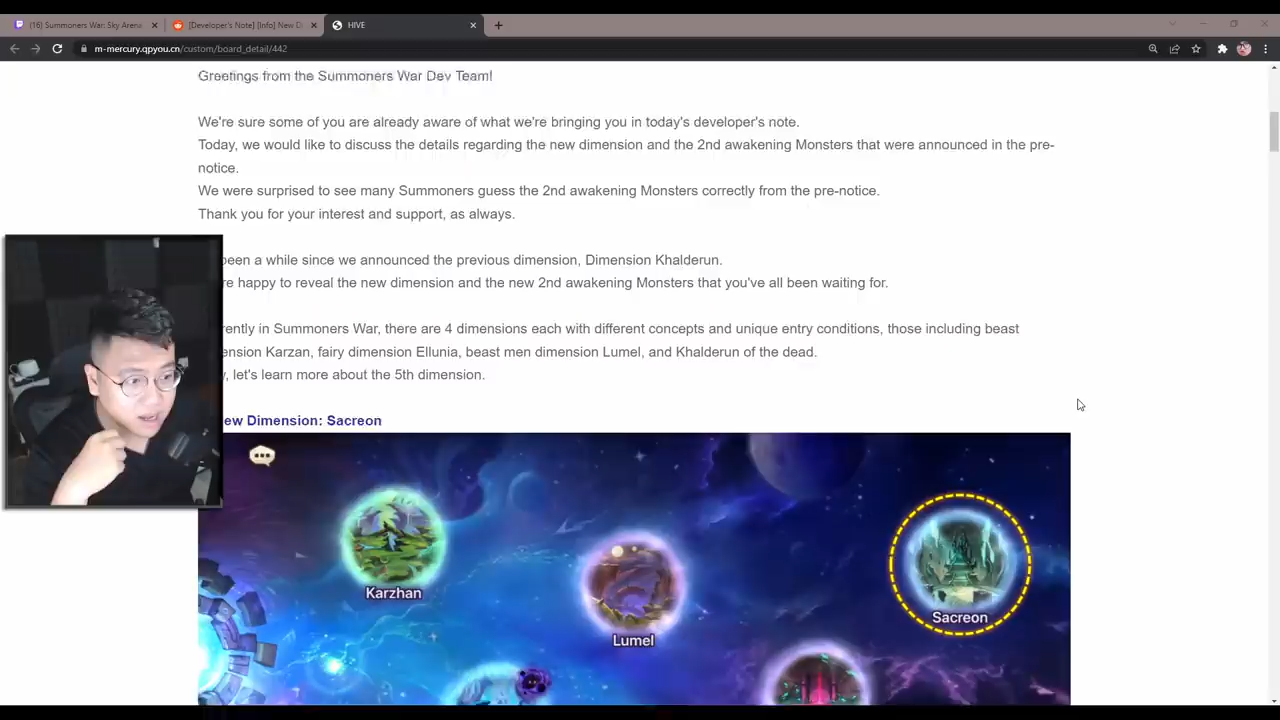 (16) Summoners War: Sky Arena
[Developer's Note] [Info] New D
HIVE
m-mercury.qpyou.cn/custom/board_detail/442
Greetings from the Summoners War Dev Team!
We're sure some of you are already aware of what we're bringing you in today's developer's note.
Today, we would like to discuss the details regarding the new dimension and the 2nd awakening Monsters that were announced in the pre-
notice.
We were surprised to see many Summoners guess the 2nd awakening Monsters correctly from the pre-notice.
Thank you for your interest and support, as always.
been a while since we announced the previous dimension, Dimension Khalderun.
re happy to reveal the new dimension and the new 2nd awakening Monsters that you've all been waiting for.
rently in Summoners War, there are 4 dimensions each with different concepts and unique entry conditions, those including beast
ension Karzan, fairy dimension Ellunia, beast men dimension Lumel, and Khalderun of the dead.
, let's learn more about the 5th dimension.
ew Dimension: Sacreon
Karzhan
Lumel
Sacreon